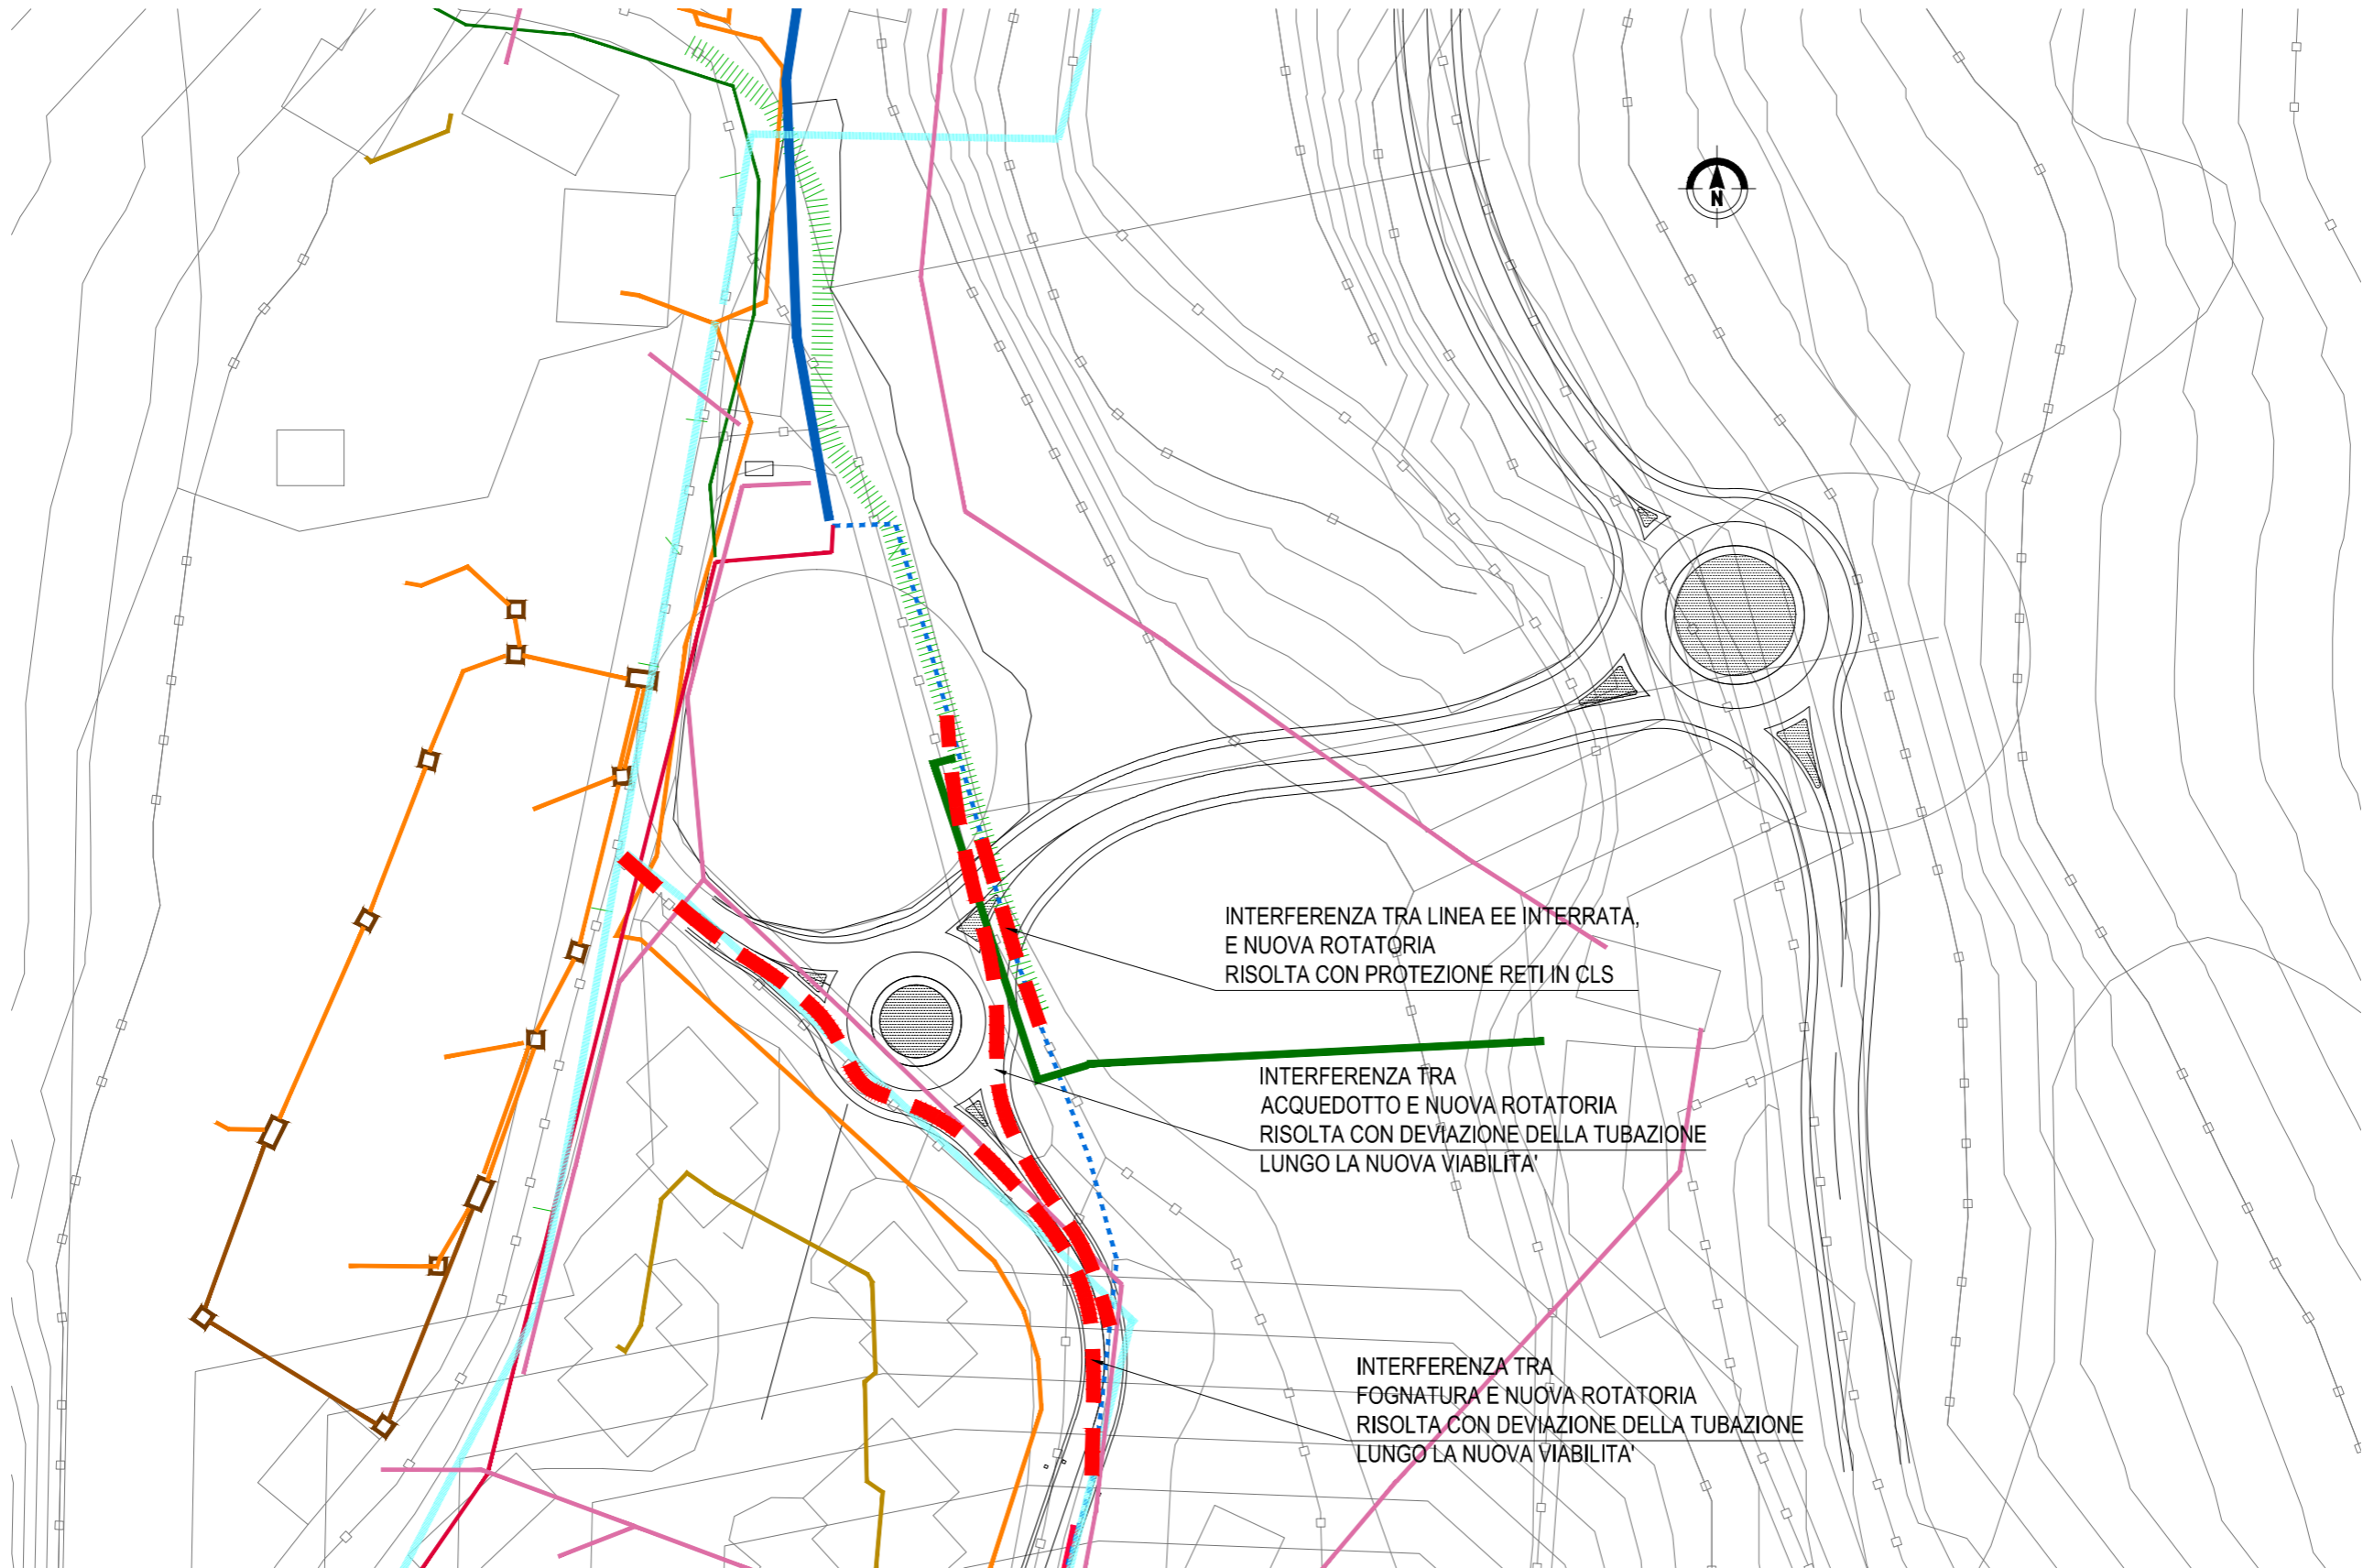 N
INTERFERENZA TRA LINEA EE INTERRATA,
E NUOVA ROTATORIA
RISOLTA CON PROTEZIONE RETI IN CLS
INTERFERENZA TRA
ACQUEDOTTO E NUOVA ROTATORIA
RISOLTA CON DEVIAZIONE DELLA TUBAZIONE
LUNGO LA NUOVA VIABILITA'
INTERFERENZA TRA
FOGNATURA E NUOVA ROTATORIA
RISOLTA CON DEVIAZIONE DELLA TUBAZIONE
LUNGO LA NUOVA VIABILITA'